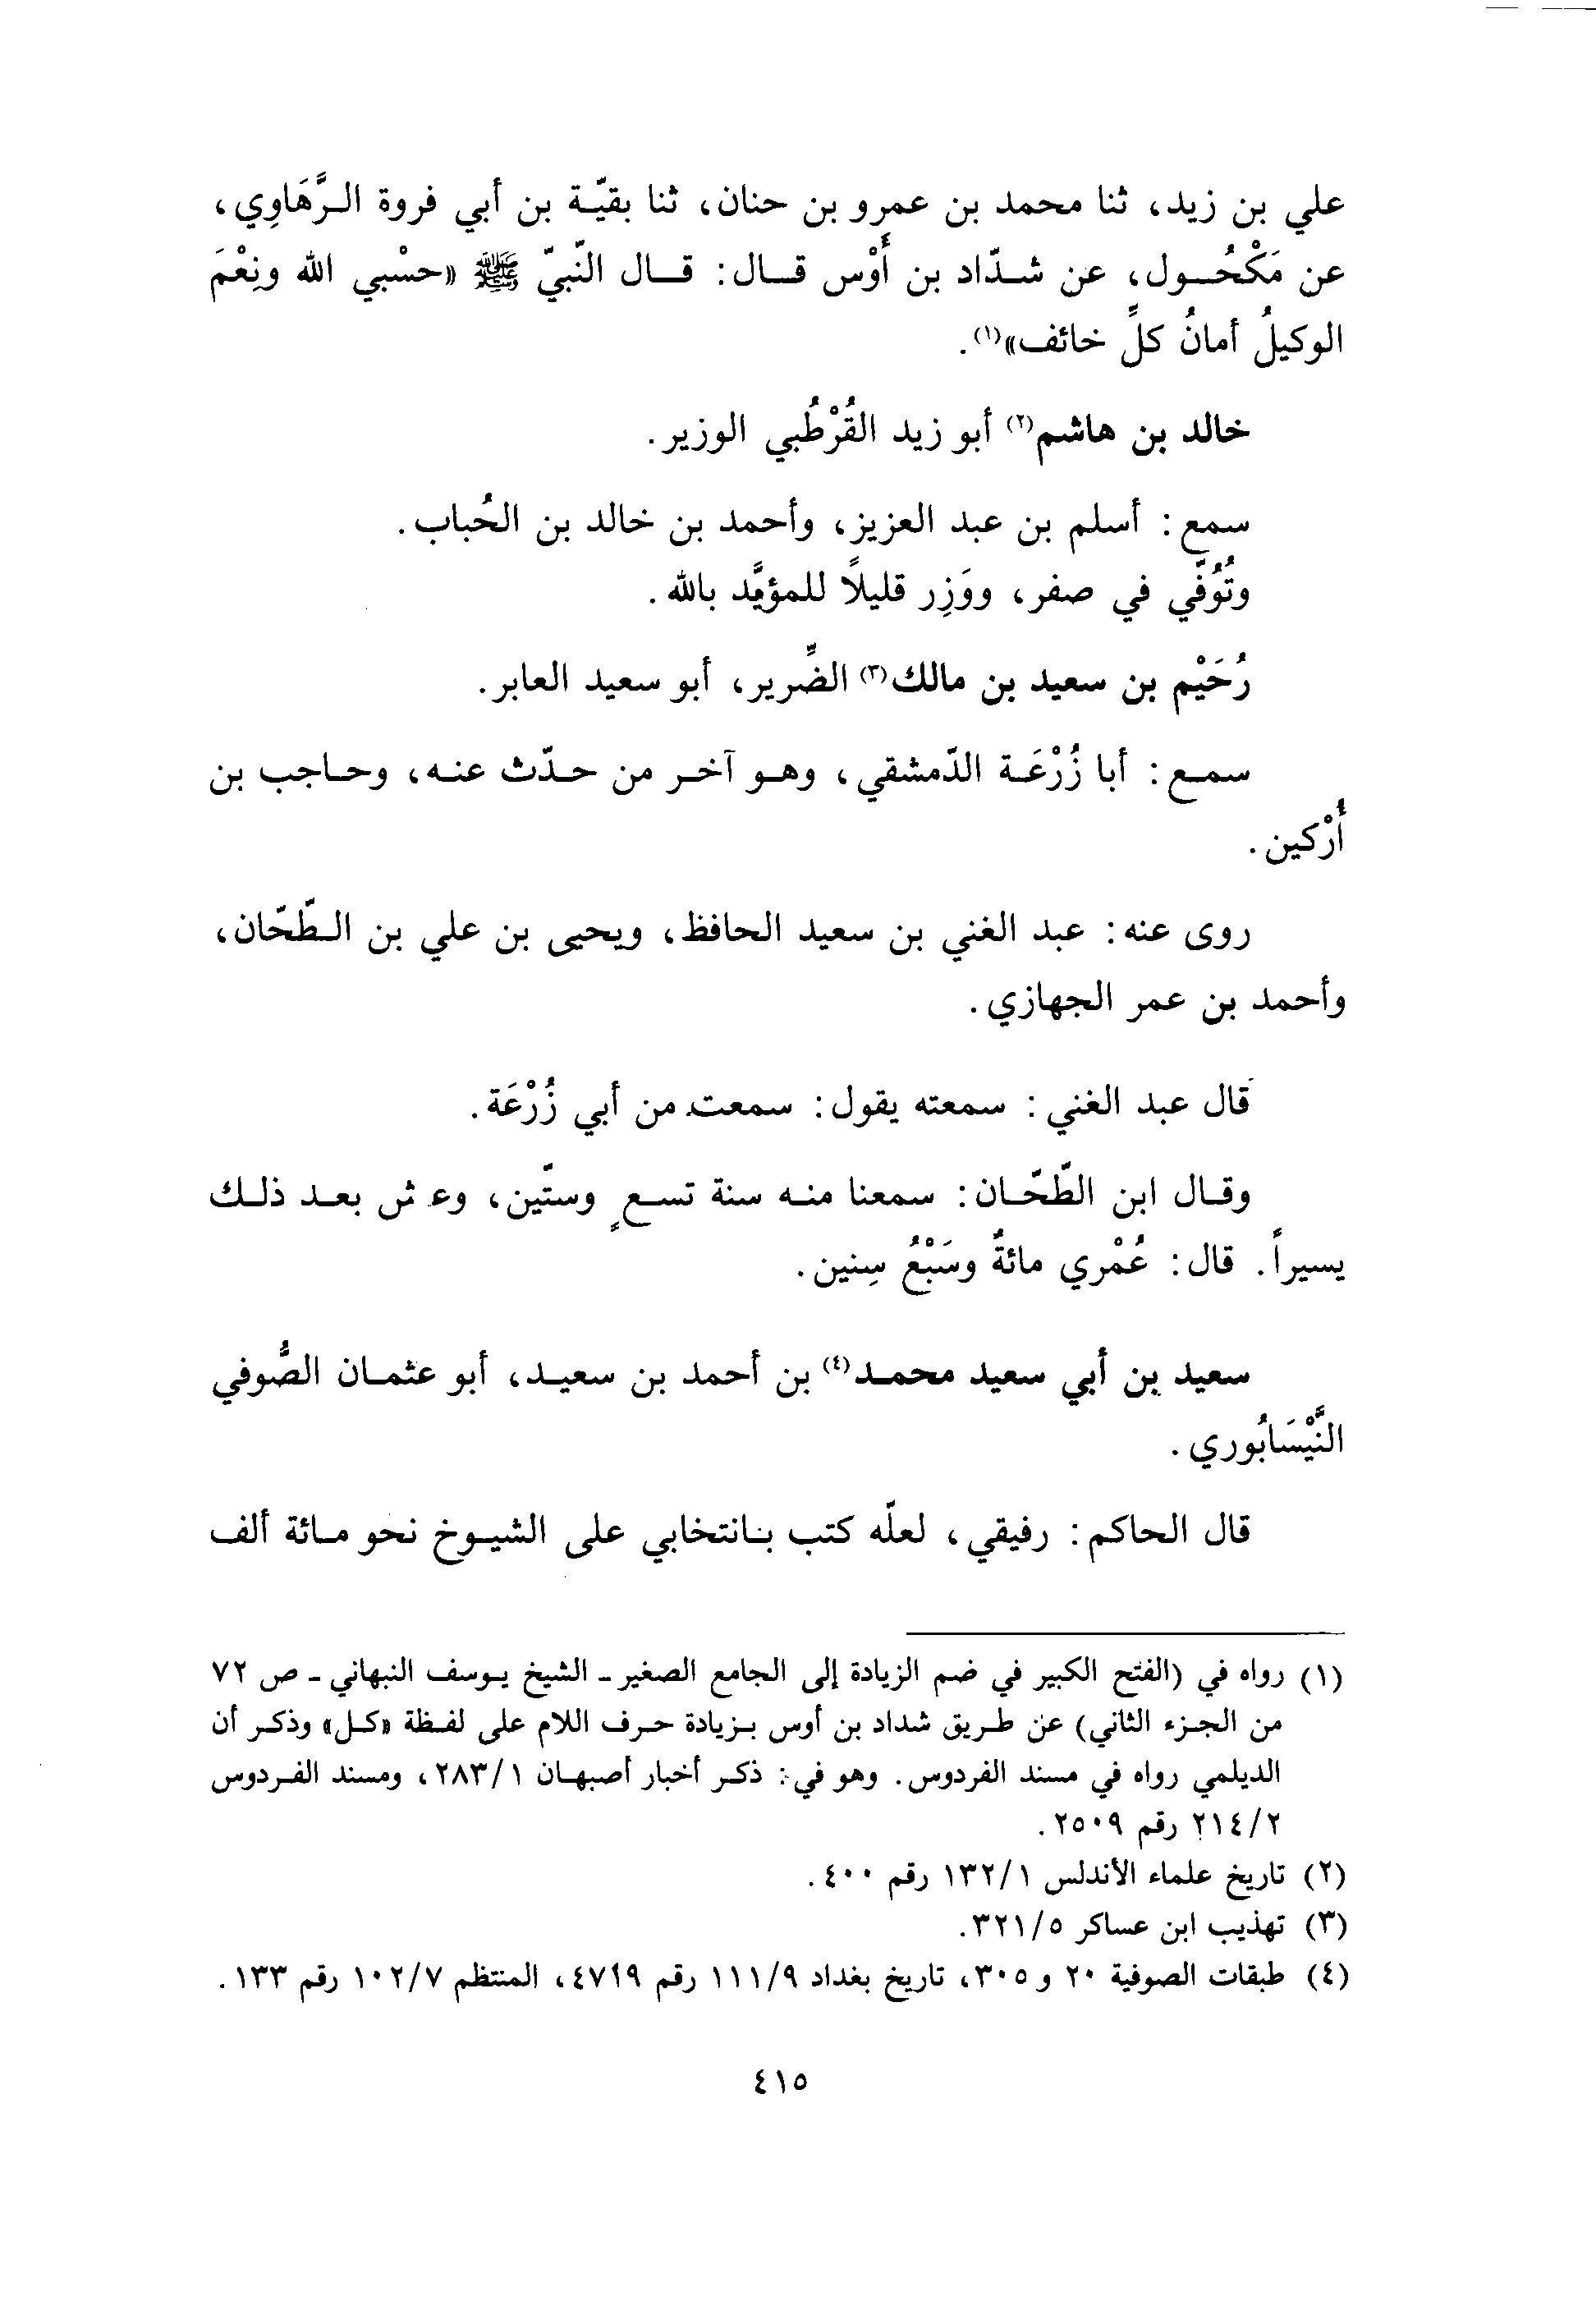 علي بن زيد، ثنا محمد بن عمرو بن حنان، ثنا بقيّة بن أبي فروة الرَّهَاوِي،
عن مَكْحُول، عن شدّاد بن أَوْس قال: قال النّبيّ ﷺ «حسْبي الله ونِعْمَ
الوكيلُ أمانُ كلِّ خائف»(١).
خالد بن هاشم(٢) أبو زيد القُرْطُبي الوزير.
سمع: أسلم بن عبد العزيز، وأحمد بن خالد بن الحُباب.
وتُوُفّي في صفر، ووَزِر قليلًا للمؤيَّد بالله.
رُحَيْم بن سعيد بن مالك(٣) الضِّرير، أبو سعيد العابر.
سمع: أبا زُرْعَة الدّمشقي، وهو آخر من حدّث عنه، وحاجب بن
أُرْكين.
روى عنه: عبد الغني بن سعيد الحافظ، ويحيى بن علي بن الطّحّان،
وأحمد بن عمر الجهازي.
قال عبد الغني: سمعته يقول: سمعت من أبي زُرْعَة.
وقال ابن الطّحّان: سمعنا منه سنة تسعٍ وستّين، وعـ ش بعد ذلك
يسيراً. قال: عُمْري مائةٌ وسَبْعُ سِنين.
سعيد بن أبي سعيد محمد(٤) بن أحمد بن سعيد، أبو عثمان الصُّوفي
النَّيْسَابُوري.
قال الحاكم: رفيقي، لعلّه كتب بانتخابي على الشيوخ نحو مائة ألف
(١) رواه في (الفتح الكبير في ضم الزيادة إلى الجامع الصغير ـ الشيخ يوسف النبهاني ـ ص ٧٢
من الجزء الثاني) عن طريق شداد بن أوس بزيادة حرف اللام على لفظة «كل» وذكر أن
الديلمي رواه في مسند الفردوس. وهو في: ذكر أخبار أصبهان ٢٨٣/١، ومسند الفردوس
٢١٤/٢ رقم ٢٥٠٩.
(٢) تاريخ علماء الأندلس ١٣٢/١ رقم ٤٠٠.
(٣) تهذيب ابن عساكر ٣٢١/٥.
(٤) طبقات الصوفية ٢٠ و ٣٠٥، تاريخ بغداد ١١١/٩ رقم ٤٧١٩، المنتظم ١٠٢/٧ رقم ١٣٣.
٤١٥